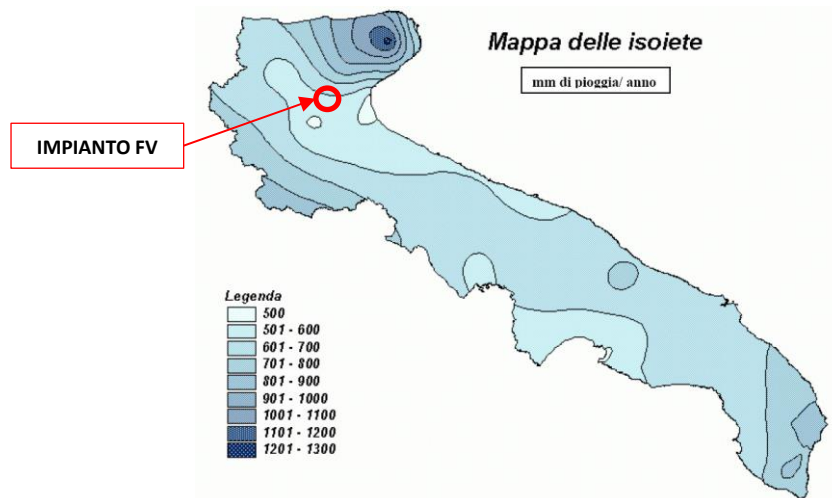 Mappa delle isoiete
mm di pioggia/ anno
IMPIANTO FV
Legenda
500
501 - 600
601 - 700
701 - 800
801 - 900
901 - 1000
1001 - 1100
1101 - 1200
1201 - 1300